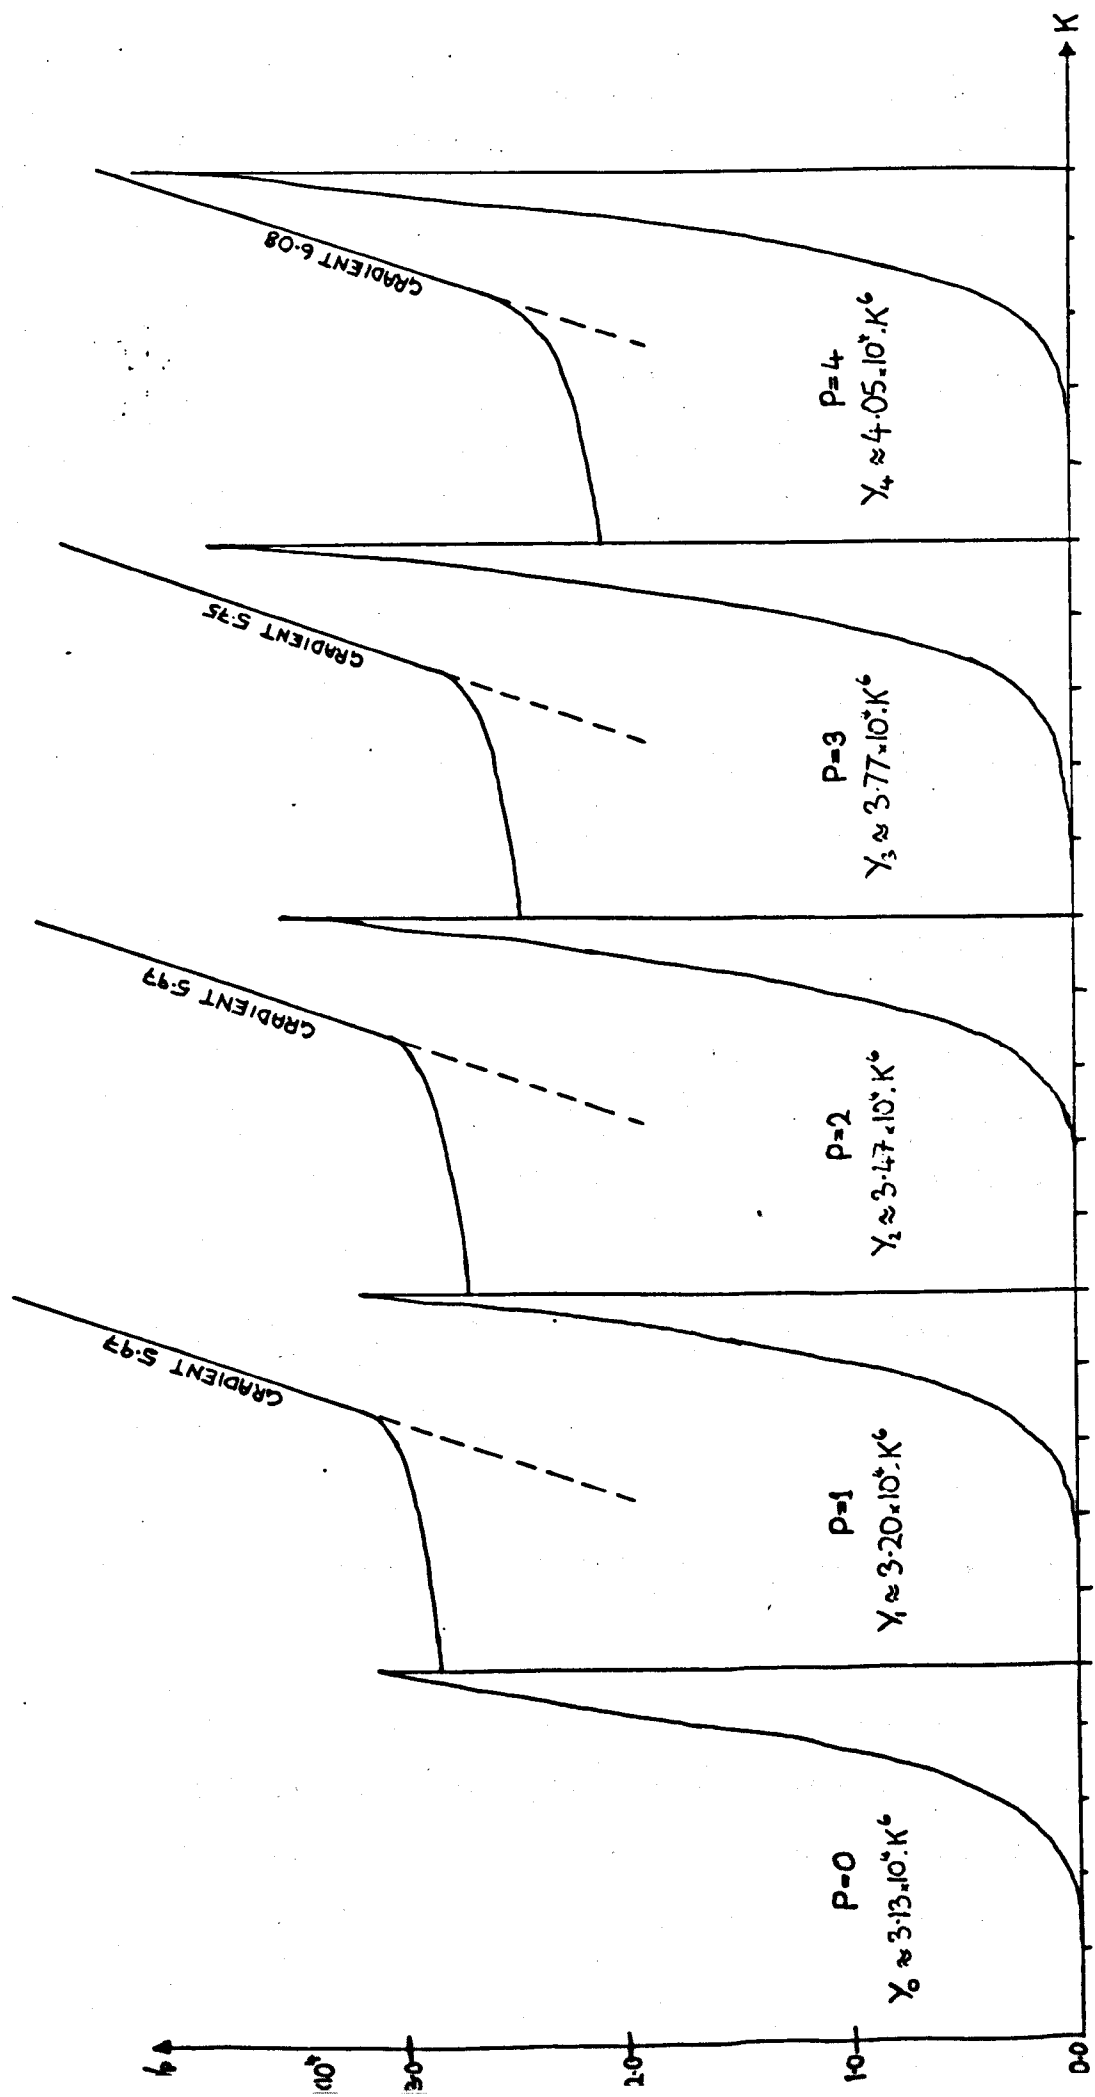 Yₚ
×10⁴
3·0
2·0
1·0
0·0
K
P=0
Y₀ ≈ 3·13×10⁴.K⁶
P=1
Y₁ ≈ 3·20×10⁴.K⁶
P=2
Y₂ ≈ 3·47×10⁴.K⁶
P=3
Y₃ ≈ 3·77×10⁴.K⁶
P=4
Y₄ ≈ 4·05×10⁴.K⁶
GRADIENT 5·97
GRADIENT 5·97
GRADIENT 5·75
GRADIENT 6·08